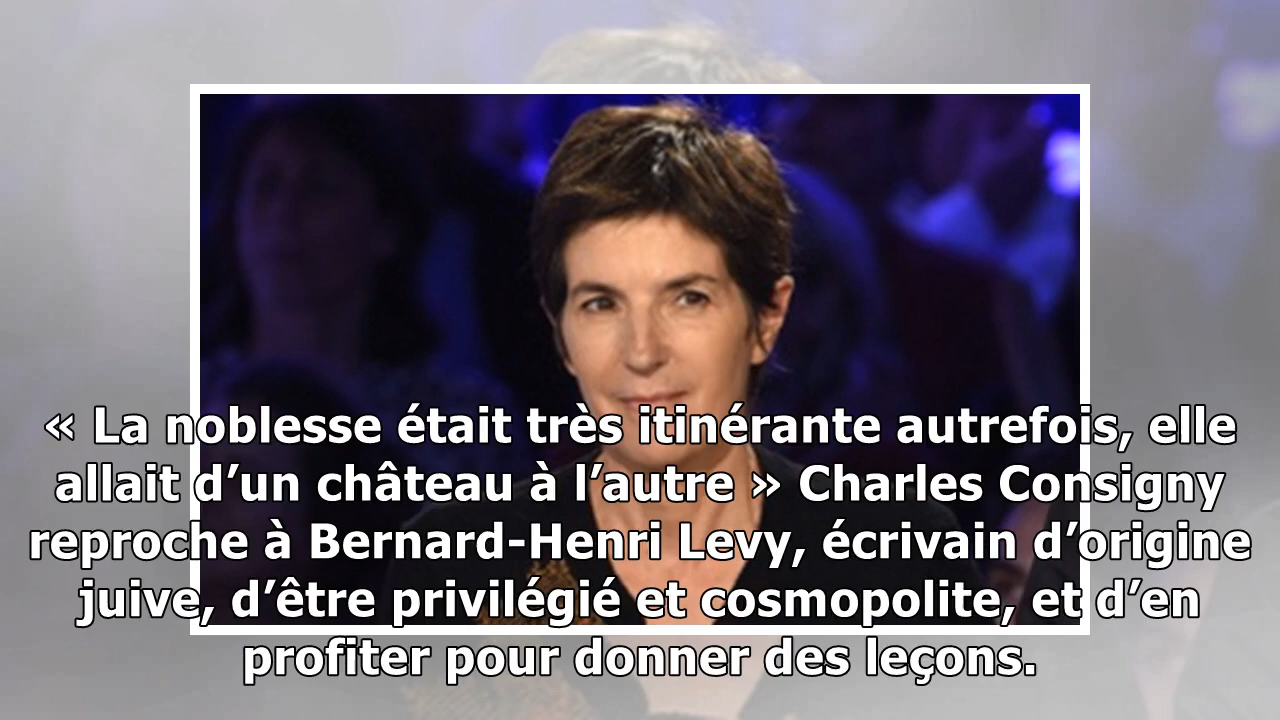 « La noblesse était très itinérante autrefois, elle
allait d’un château à l’autre » Charles Consigny
reproche à Bernard-Henri Levy, écrivain d’origine
juive, d’être privilégié et cosmopolite, et d’en
profiter pour donner des leçons.